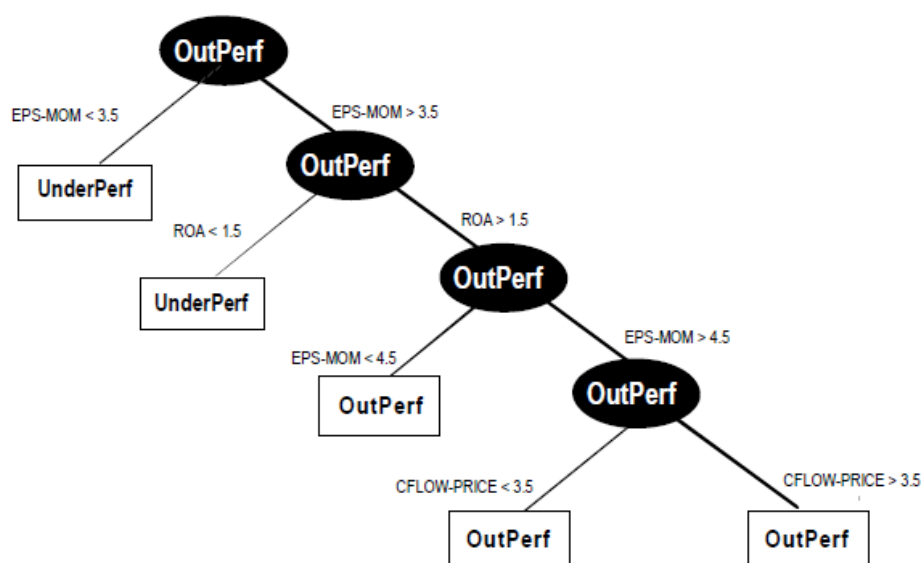 OutPerf
EPS-MOM < 3.5
EPS-MOM > 3.5
UnderPerf
OutPerf
ROA < 1.5
ROA > 1.5
UnderPerf
OutPerf
EPS-MOM < 4.5
EPS-MOM > 4.5
OutPerf
OutPerf
CFLOW-PRICE < 3.5
CFLOW-PRICE > 3.5
OutPerf
OutPerf